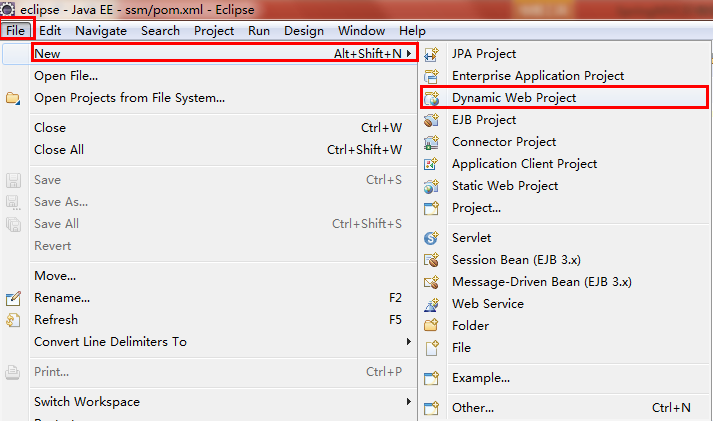 eclipse - Java EE - ssm/pom.xml - Eclipse
File Edit Navigate Search Project Run Design Window Help
New Alt+Shift+N
Open File...
Open Projects from File System...
Close Ctrl+W
Close All Ctrl+Shift+W
Save Ctrl+S
Save As...
Save All Ctrl+Shift+S
Revert
Move...
Rename... F2
Refresh F5
Convert Line Delimiters To
Print... Ctrl+P
Switch Workspace
JPA Project
Enterprise Application Project
Dynamic Web Project
EJB Project
Connector Project
Application Client Project
Static Web Project
Project...
Servlet
Session Bean (EJB 3.x)
Message-Driven Bean (EJB 3.x)
Web Service
Folder
File
Example...
Other... Ctrl+N